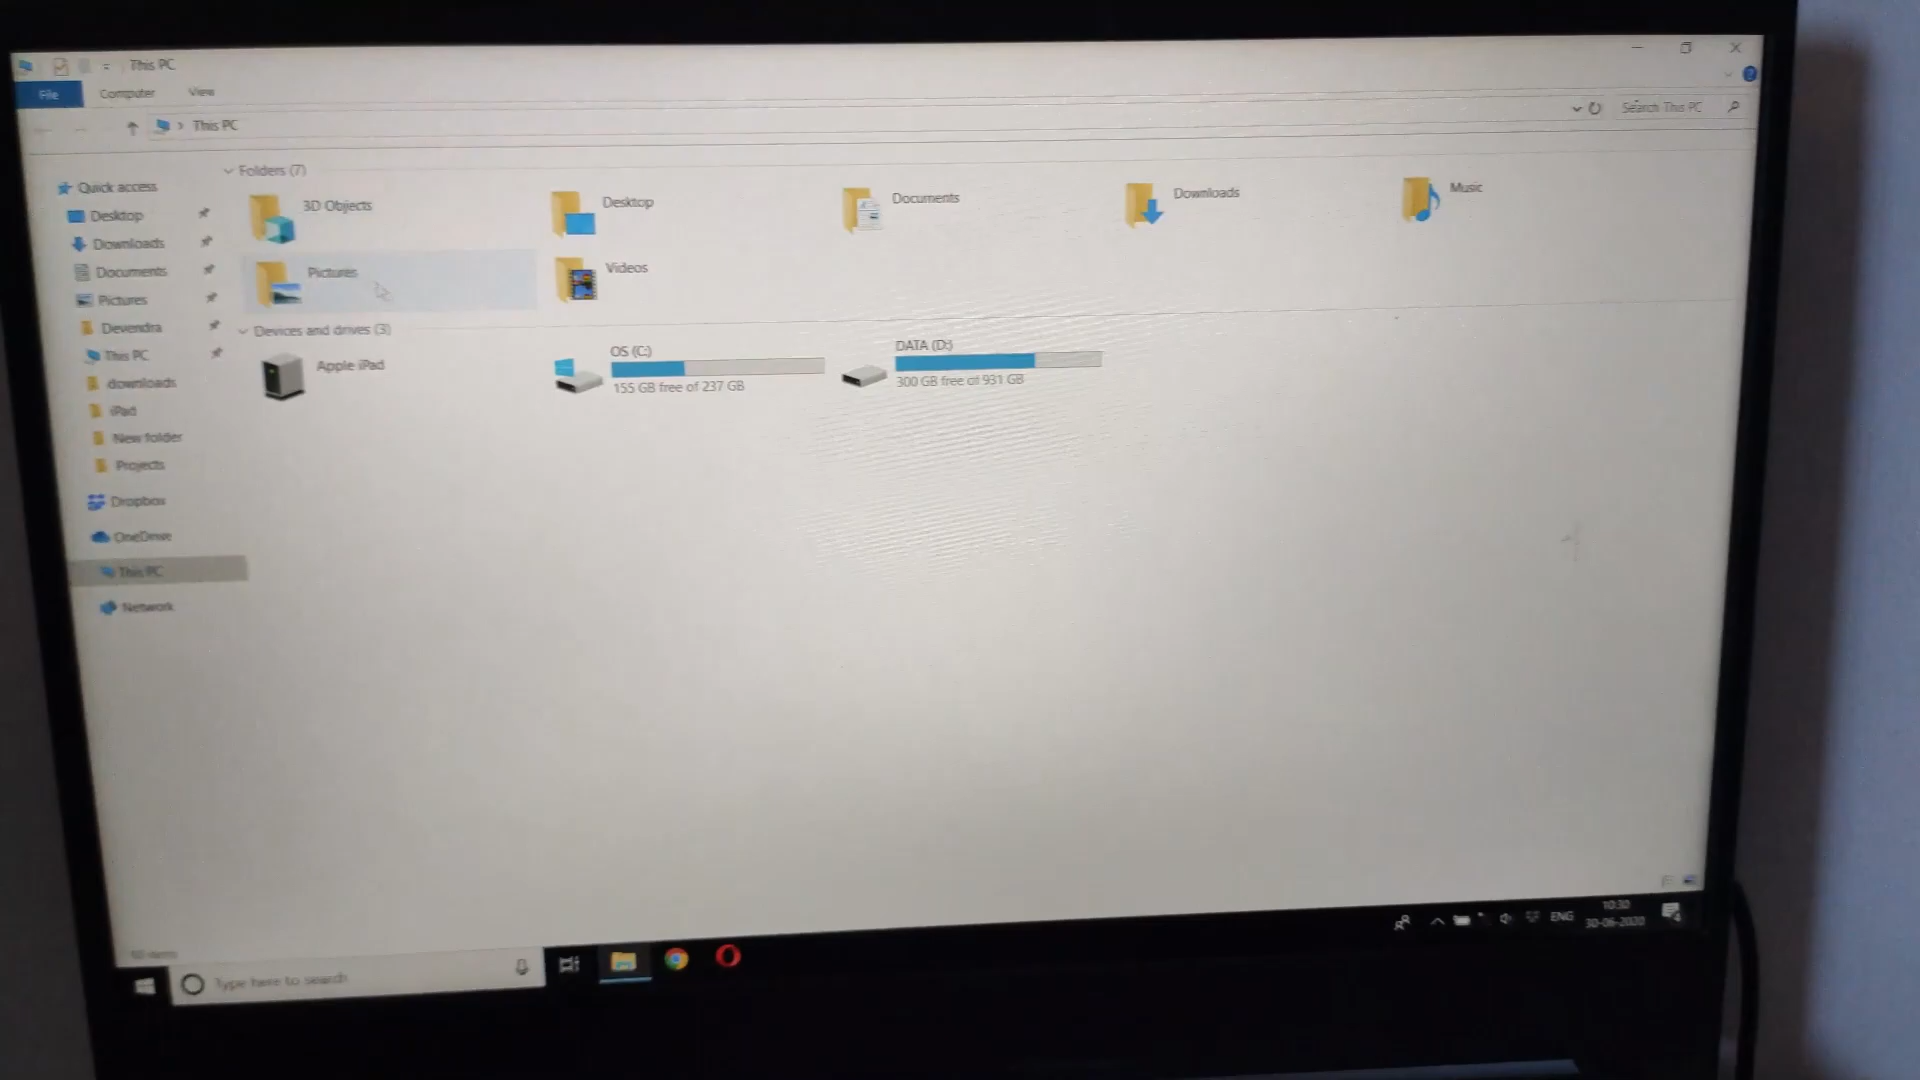 This PC
File Computer View
This PC
Search This PC
Quick access
Desktop
Downloads
Documents
Pictures
Devendra
This PC
downloads
iPad
New folder
Projects
Dropbox
OneDrive
This PC
Network
Folders (7)
3D Objects
Desktop
Documents
Downloads
Music
Pictures
Videos
Devices and drives (3)
Apple iPad
OS (C:)
155 GB free of 237 GB
DATA (D:)
300 GB free of 931 GB
10 items
Type here to search
ENG
10:30
30-06-2020